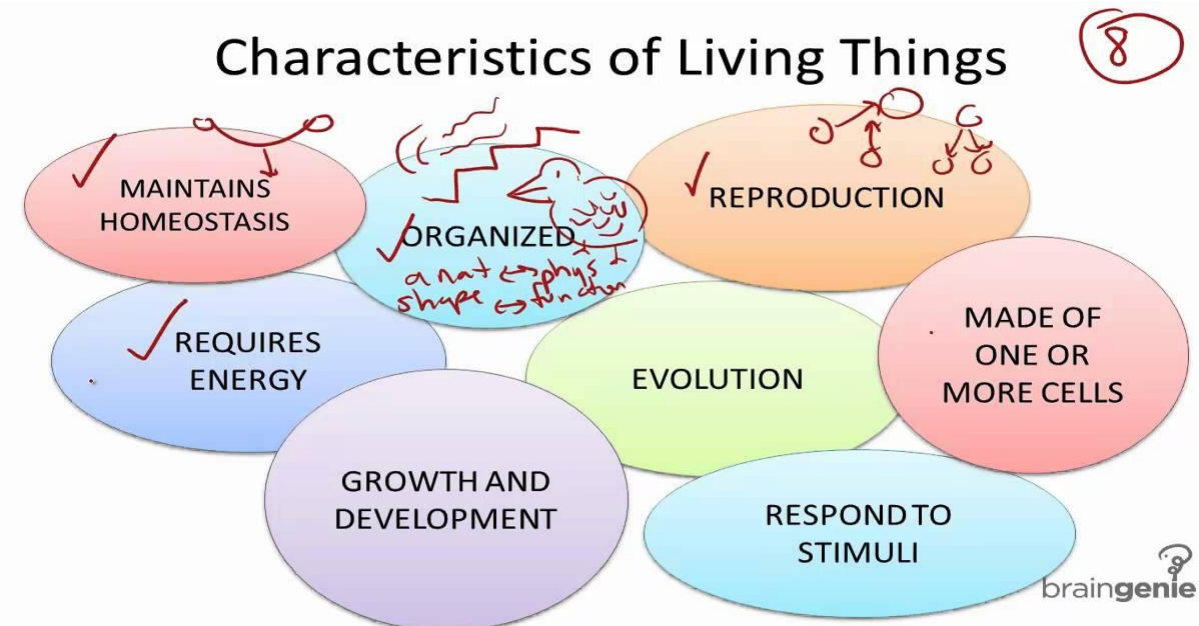 Characteristics of Living Things
8
MAINTAINS
HOMEOSTASIS
ORGANIZED
anat ↔ phys
shape ↔ function
REPRODUCTION
REQUIRES
ENERGY
EVOLUTION
MADE OF
ONE OR
MORE CELLS
GROWTH AND
DEVELOPMENT
RESPOND TO
STIMULI
braingenie